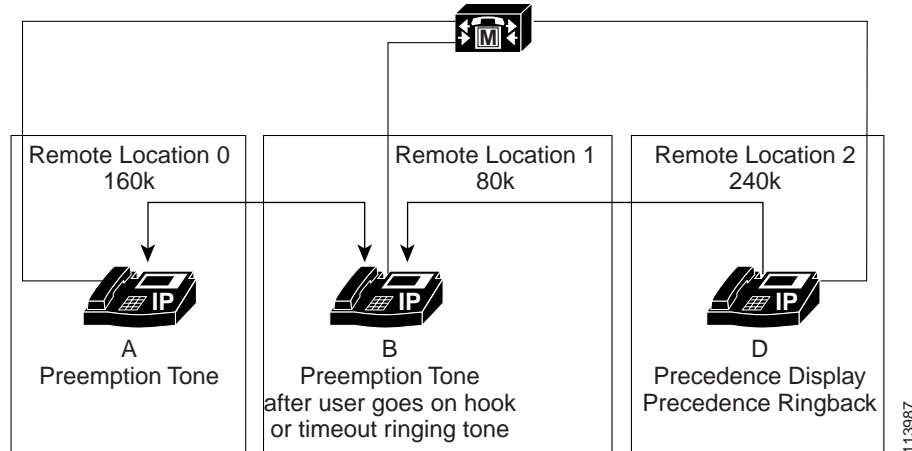 M
Remote Location 0
160k
Remote Location 1
80k
Remote Location 2
240k
IP
IP
IP
A
Preemption Tone
B
Preemption Tone
after user goes on hook
or timeout ringing tone
D
Precedence Display
Precedence Ringback
113987